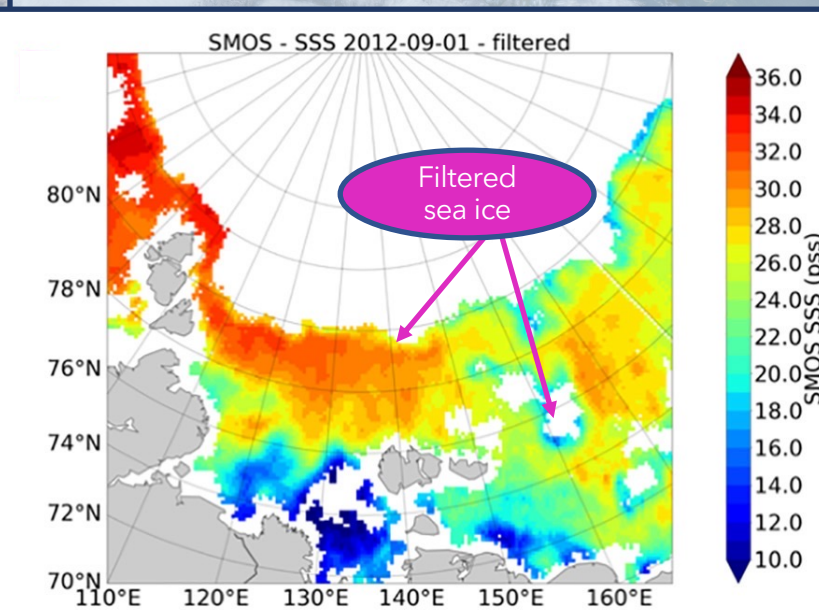 SMOS - SSS 2012-09-01 - filtered
Filtered
sea ice
80°N
78°N
76°N
74°N
72°N
70°N
110°E 120°E 130°E 140°E 150°E 160°E
36.0
34.0
32.0
30.0
28.0
26.0
24.0
22.0
20.0
18.0
16.0
14.0
12.0
10.0
SMOS SSS (pss)